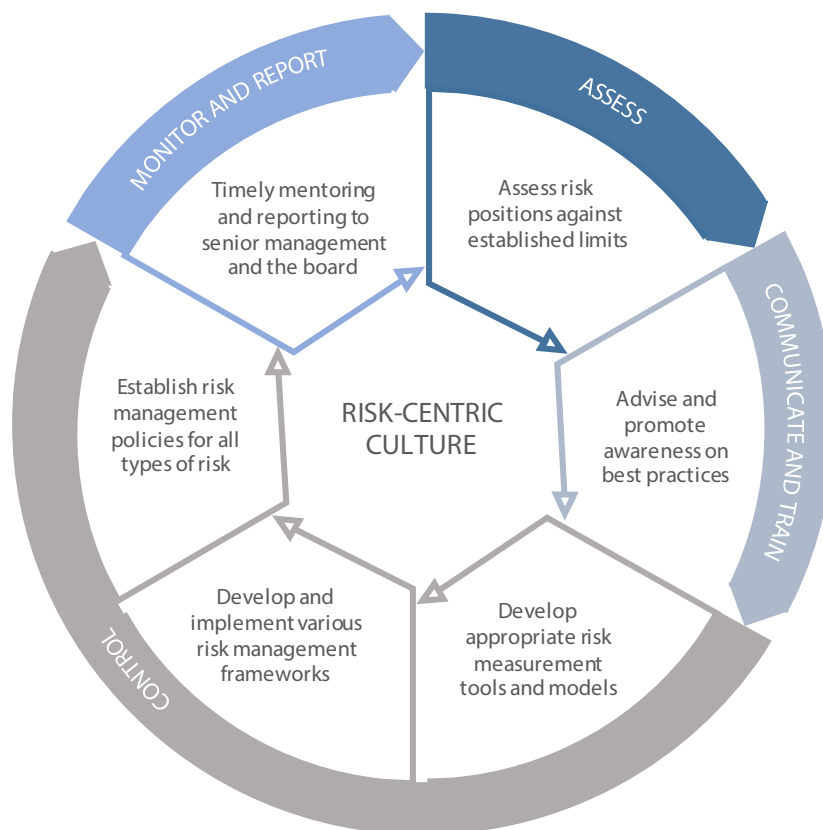 MONITOR AND REPORT
ASSESS
COMMUNICATE AND TRAIN
CONTROL
Timely mentoring
and reporting to
senior management
and the board
Assess risk
positions against
established limits
Advise and
promote
awareness on
best practices
Develop
appropriate risk
measurement
tools and models
Develop and
implement various
risk management
frameworks
Establish risk
management
policies for all
types of risk
RISK-CENTRIC
CULTURE